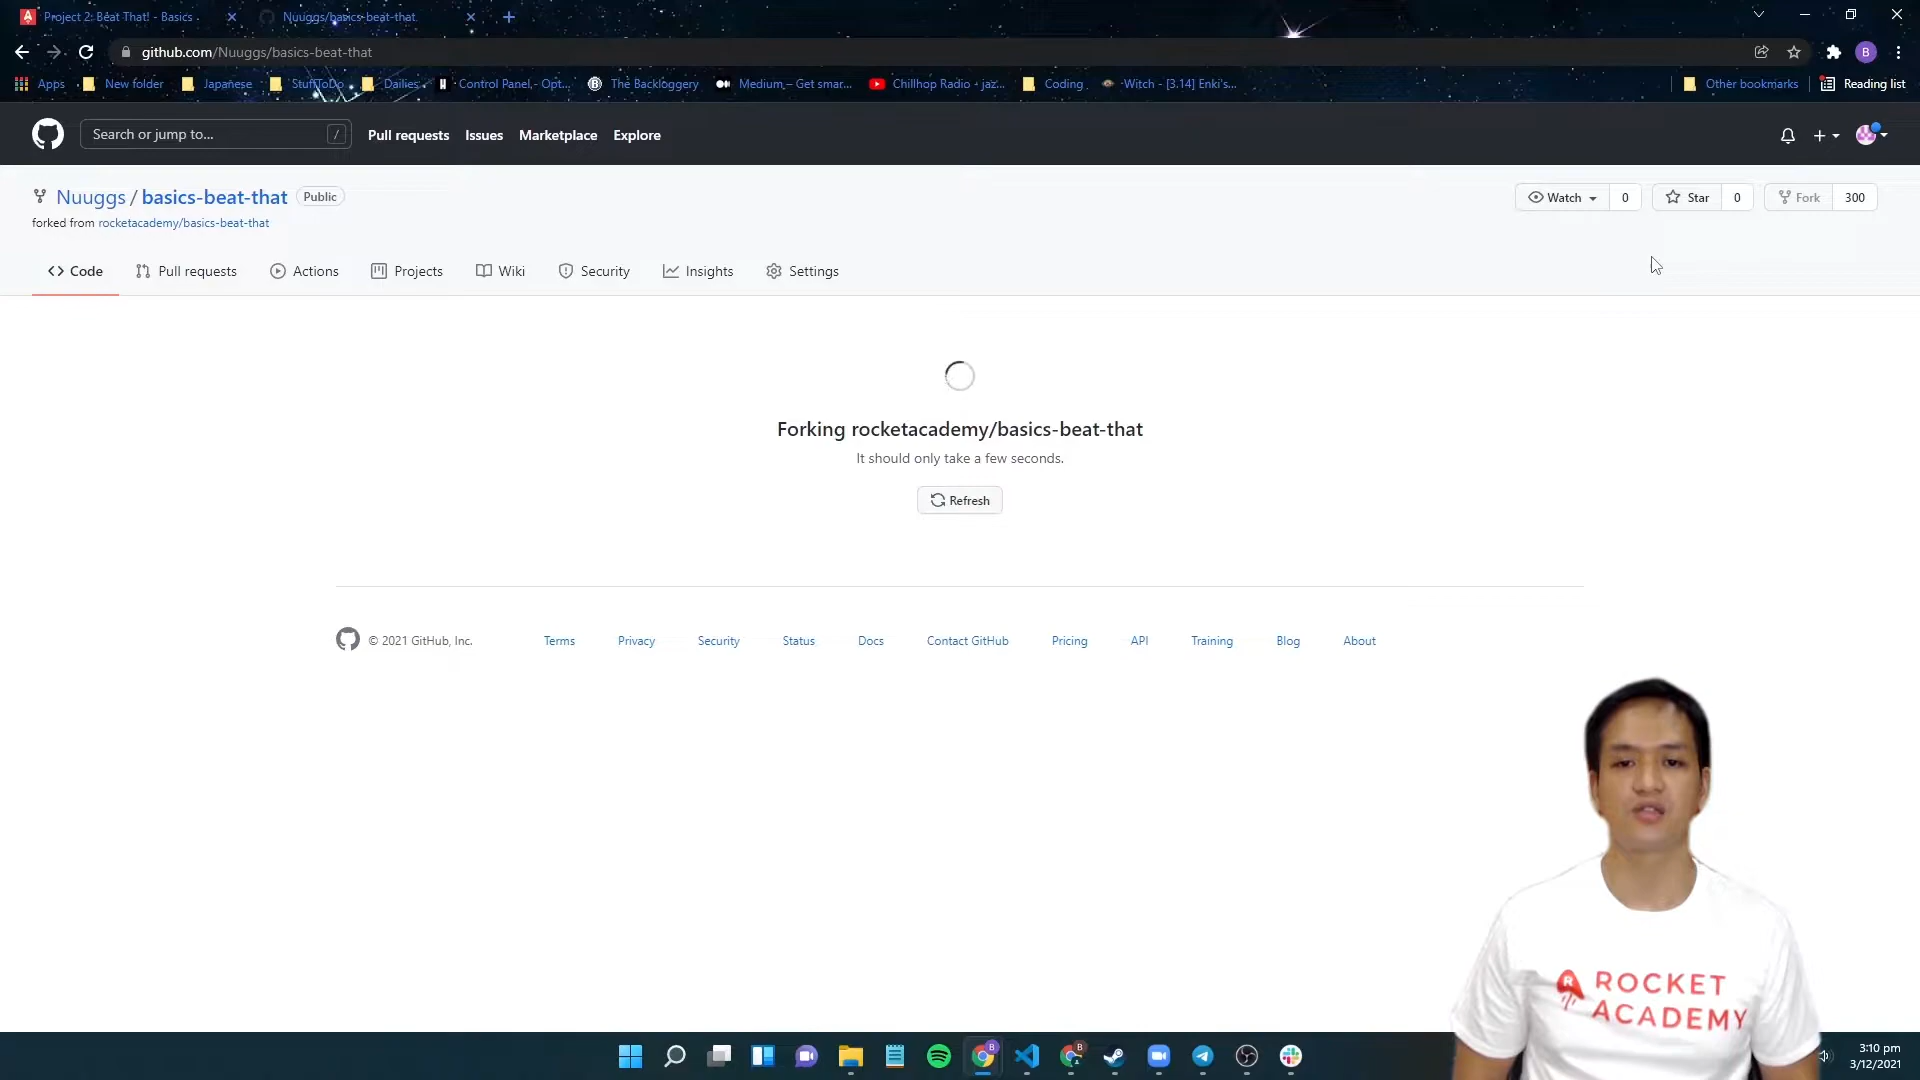 Project 2: Beat That! - Basics
Nuuggs/basics-beat-that
github.com/Nuuggs/basics-beat-that
B
Apps New folder Japanese StuffToDo Dailies Control Panel - Opt... The Backloggery Medium – Get smar... Chillhop Radio - jaz... Coding Witch - [3.14] Enki's... Other bookmarks Reading list
Search or jump to... / Pull requests Issues Marketplace Explore
Nuuggs / basics-beat-that Public Watch 0 Star 0 Fork 300
forked from rocketacademy/basics-beat-that
Code Pull requests Actions Projects Wiki Security Insights Settings
Forking rocketacademy/basics-beat-that
It should only take a few seconds.
Refresh
© 2021 GitHub, Inc. Terms Privacy Security Status Docs Contact GitHub Pricing API Training Blog About
ROCKET
ACADEMY
3:10 pm
3/12/2021